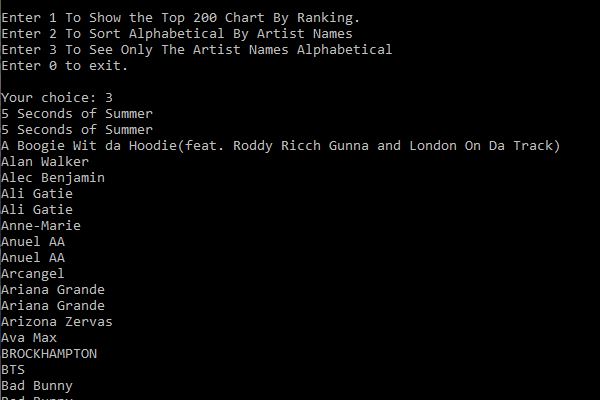 Enter 1 To Show the Top 200 Chart By Ranking.
Enter 2 To Sort Alphabetical By Artist Names
Enter 3 To See Only The Artist Names Alphabetical
Enter 0 to exit.
Your choice: 3
5 Seconds of Summer
5 Seconds of Summer
A Boogie Wit da Hoodie(feat. Roddy Ricch Gunna and London On Da Track)
Alan Walker
Alec Benjamin
Ali Gatie
Ali Gatie
Anne-Marie
Anuel AA
Anuel AA
Arcangel
Ariana Grande
Ariana Grande
Arizona Zervas
Ava Max
BROCKHAMPTON
BTS
Bad Bunny
Bad Bunny